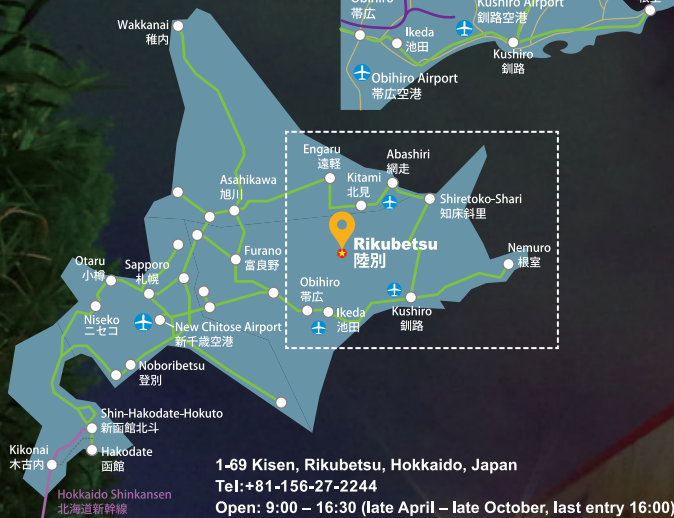 Obihiro
帯広
Ikeda
池田
Kushiro Airport
釧路空港
Kushiro
釧路
Obihiro Airport
帯広空港
Wakkanai
稚内
Engaru
遠軽
Abashiri
網走
Kitami
北見
Asahikawa
旭川
Shiretoko-Shari
知床斜里
Rikubetsu
陸別
Nemuro
根室
Furano
富良野
Otaru
小樽
Sapporo
札幌
Obihiro
帯広
Ikeda
池田
Kushiro
釧路
Niseko
ニセコ
New Chitose Airport
新千歳空港
Noboribetsu
登別
Shin-Hakodate-Hokuto
新函館北斗
Kikonai
木古内
Hakodate
函館
Hokkaido Shinkansen
北海道新幹線
1-69 Kisen, Rikubetsu, Hokkaido, Japan
Tel:+81-156-27-2244
Open: 9:00 – 16:30 (late April – late October, last entry 16:00)